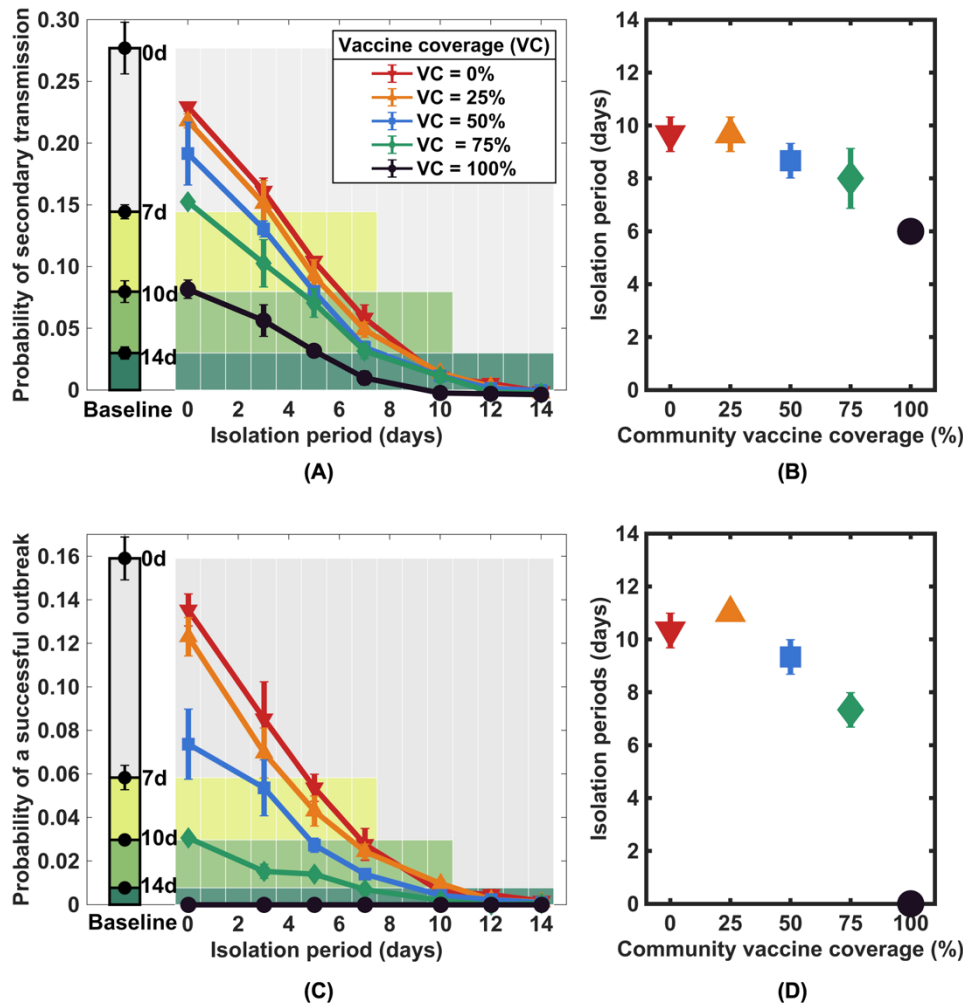 0.30
0.25
0.20
0.15
0.10
0.05
0
Probability of secondary transmission
0d
7d
10d
14d
Baseline
Vaccine coverage (VC)
VC = 0%
VC = 25%
VC = 50%
VC = 75%
VC = 100%
0 2 4 6 8 10 12 14
Isolation period (days)
(A)
14
12
10
8
6
4
2
0
Isolation period (days)
0 25 50 75 100
Community vaccine coverage (%)
(B)
0.16
0.14
0.12
0.10
0.08
0.06
0.04
0.02
0
Probability of a successful outbreak
0d
7d
10d
14d
Baseline
0 2 4 6 8 10 12 14
Isolation period (days)
(C)
14
12
10
8
6
4
2
0
Isolation periods (days)
0 25 50 75 100
Community vaccine coverage (%)
(D)